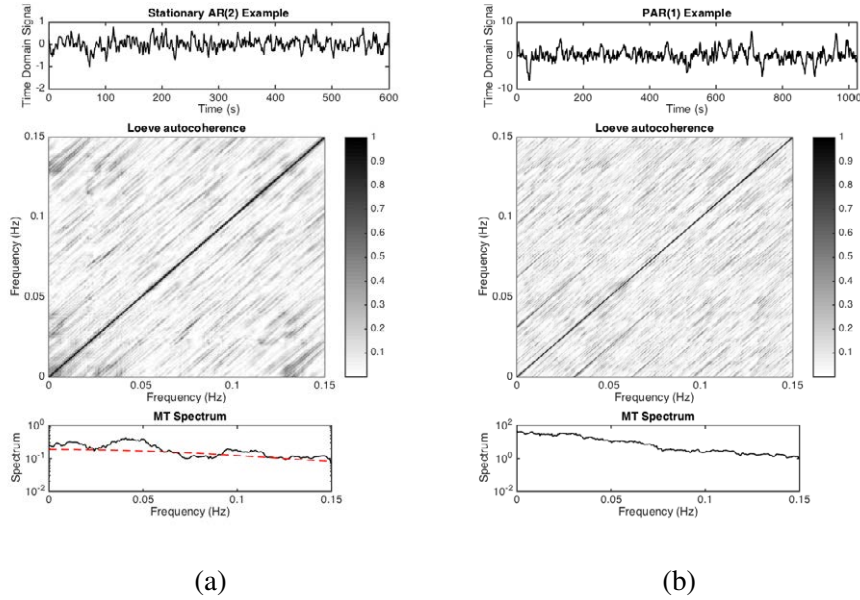 Stationary AR(2) Example
Time Domain Signal
1
0
-1
-2
0 100 200 300 400 500 600
Time (s)
Loeve autocoherence
Frequency (Hz)
0.15
0.1
0.05
0
0.05 0.1 0.15
Frequency (Hz)
1
0.9
0.8
0.7
0.6
0.5
0.4
0.3
0.2
0.1
MT Spectrum
Spectrum
10^0
10^-1
10^-2
0 0.05 0.1 0.15
Frequency (Hz)
(a)
PAR(1) Example
Time Domain Signal
10
0
-10
0 200 400 600 800 1000
Time (s)
Loeve autocoherence
Frequency (Hz)
0.15
0.1
0.05
0
0.05 0.1 0.15
Frequency (Hz)
1
0.9
0.8
0.7
0.6
0.5
0.4
0.3
0.2
0.1
MT Spectrum
Spectrum
10^2
10^0
10^-2
0 0.05 0.1 0.15
Frequency (Hz)
(b)